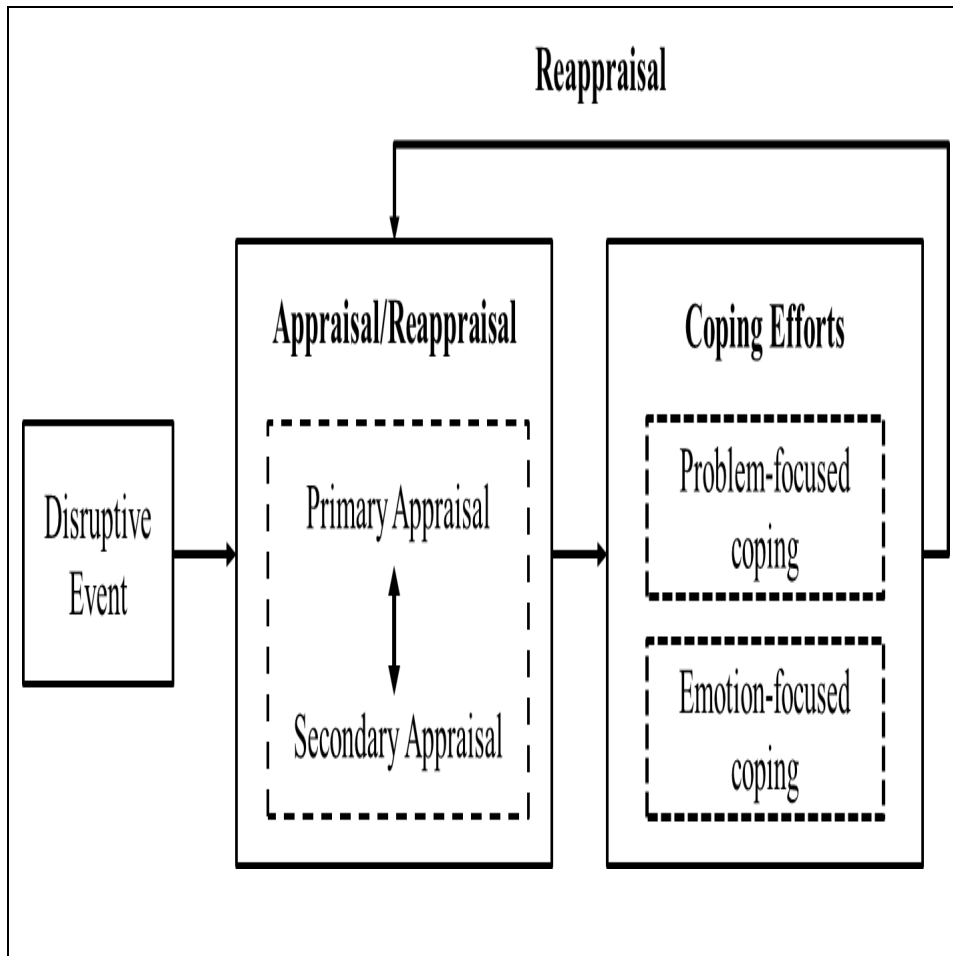 Reappraisal
Appraisal/Reappraisal
Coping Efforts
Disruptive
Event
Primary Appraisal
Secondary Appraisal
Problem-focused
coping
Emotion-focused
coping